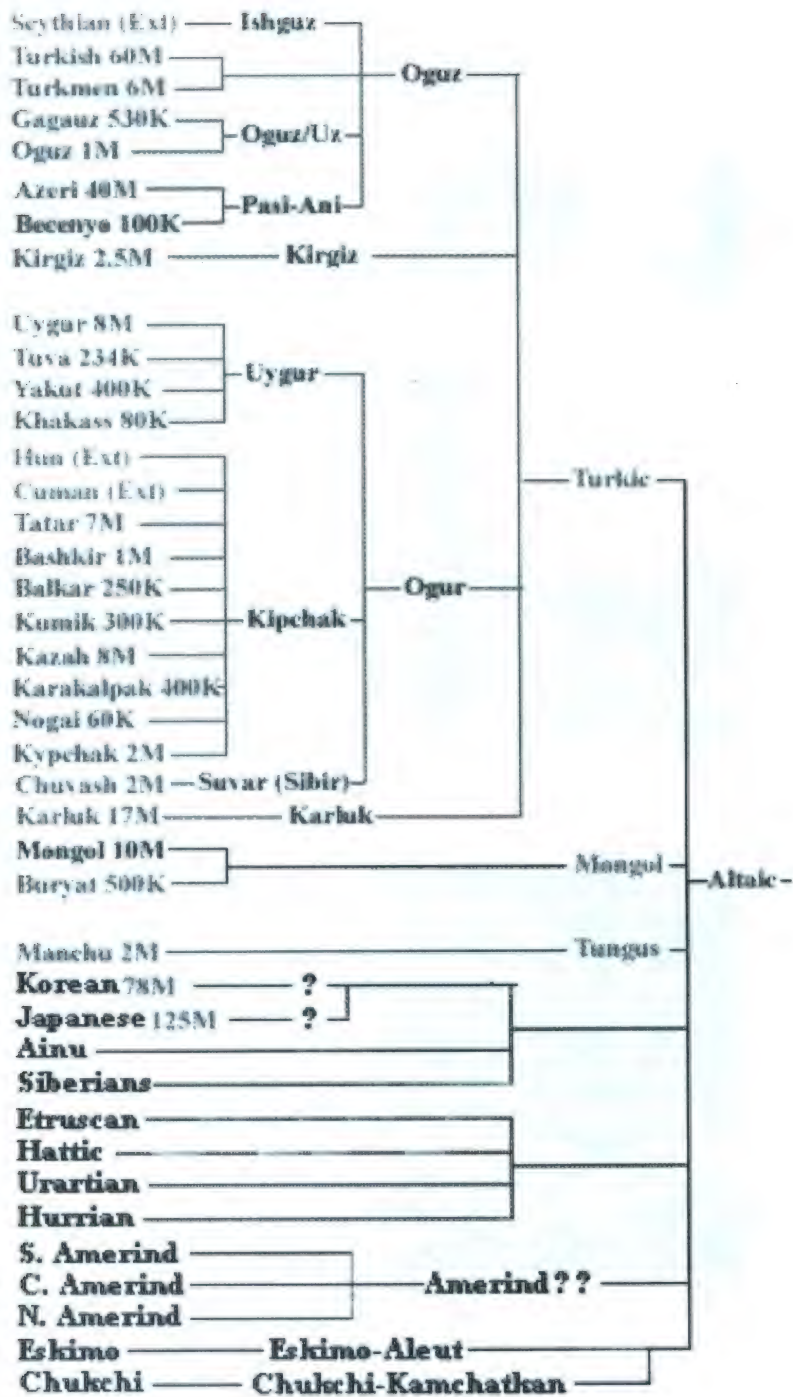 Scythian (Ext) Ishguz
Turkish 60M
Oguz
Turkmen 6M
Gagauz 530K
Oguz/Uz
Oguz 1M
Azeri 40M
Pasi-Ani
Becenyo 100K
Kirgiz 2.5M Kirgiz
Uygur 8M
Tuva 234K
Uygur
Yakut 400K
Khakass 80K
Hun (Ext)
Turkic
Cuman (Ext)
Tatar 7M
Bashkir 1M
Balkar 250K
Ogur
Kumik 300K Kipchak
Kazah 8M
Karakalpak 400K
Nogai 60K
Kypchak 2M
Chuvash 2M Suvar (Sibir)
Karluk 17M Karluk
Mongol 10M
Mongol
Altaic
Buryat 500K
Manchu 2M Tungus
Korean 78M ?
Japanese 125M ?
Ainu
Siberians
Etruscan
Hattic
Urartian
Hurrian
S. Amerind
C. Amerind Amerind ? ?
N. Amerind
Eskimo Eskimo-Aleut
Chukchi Chukchi-Kamchatkan